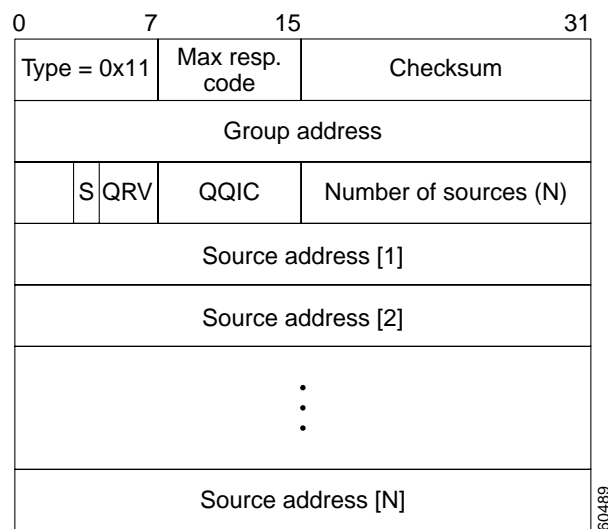 0 7 15 31
Type = 0x11
Max resp.
code
Checksum
Group address
S
QRV
QQIC
Number of sources (N)
Source address [1]
Source address [2]
Source address [N]
60489